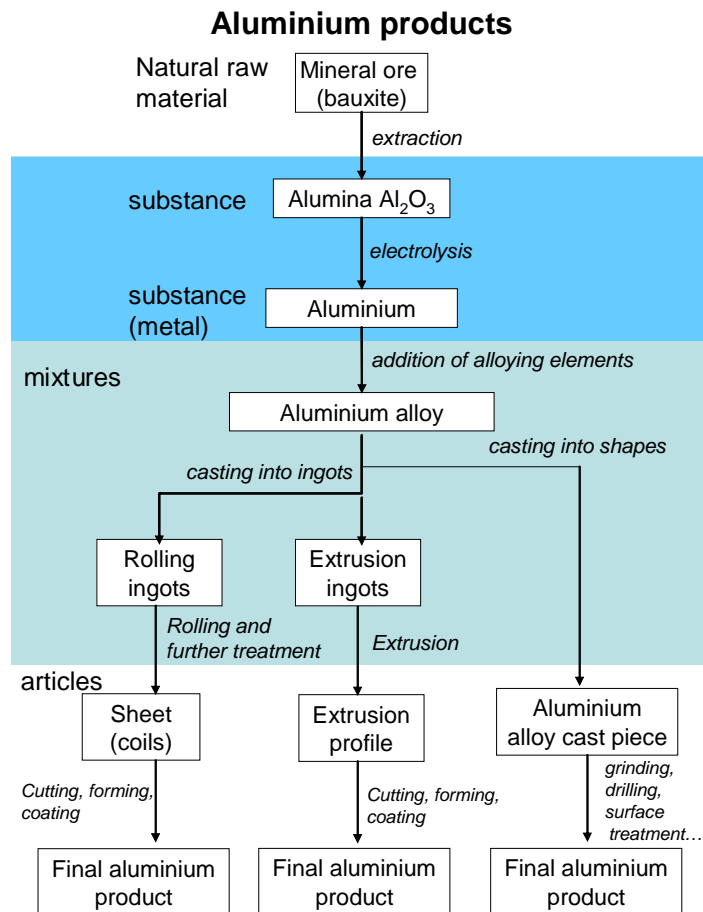 Aluminium products
Natural raw
material
Mineral ore
(bauxite)
extraction
substance
Alumina Al₂O₃
electrolysis
substance
(metal)
Aluminium
addition of alloying elements
mixtures
Aluminium alloy
casting into shapes
casting into ingots
Rolling
ingots
Extrusion
ingots
Rolling and
further treatment
Extrusion
articles
Sheet
(coils)
Extrusion
profile
Aluminium
alloy cast piece
Cutting, forming,
coating
Cutting, forming,
coating
grinding,
drilling,
surface
treatment…
Final aluminium
product
Final aluminium
product
Final aluminium
product